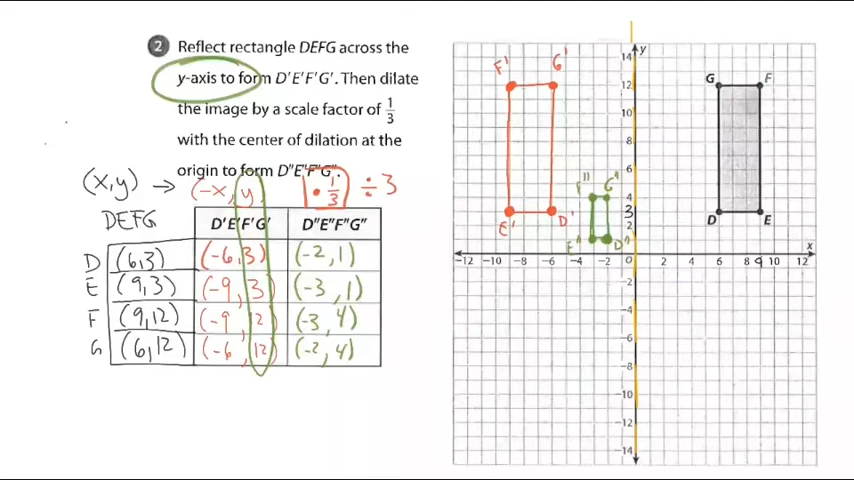 2 Reflect rectangle DEFG across the
y-axis to form D′E′F′G′. Then dilate
the image by a scale factor of 1/3
with the center of dilation at the
origin to form D″E″F″G″.
(x,y) → (-x, y) · 1/3 ÷ 3
DEFG D′E′F′G′ D″E″F″G″
D (6,3) (-6,3) (-2,1)
E (9,3) (-9,3) (-3,1)
F (9,12) (-9,12) (-3,4)
G (6,12) (-6,12) (-2,4)
y
14
F' G' 12 G F
10
8
6
F" G" 4
3
E' D' 2 D E
E" D" x
−12 −10 −8 −6 −4 −2 0 2 4 6 8 9 10 12
−2
−4
−6
−8
−10
−12
−14